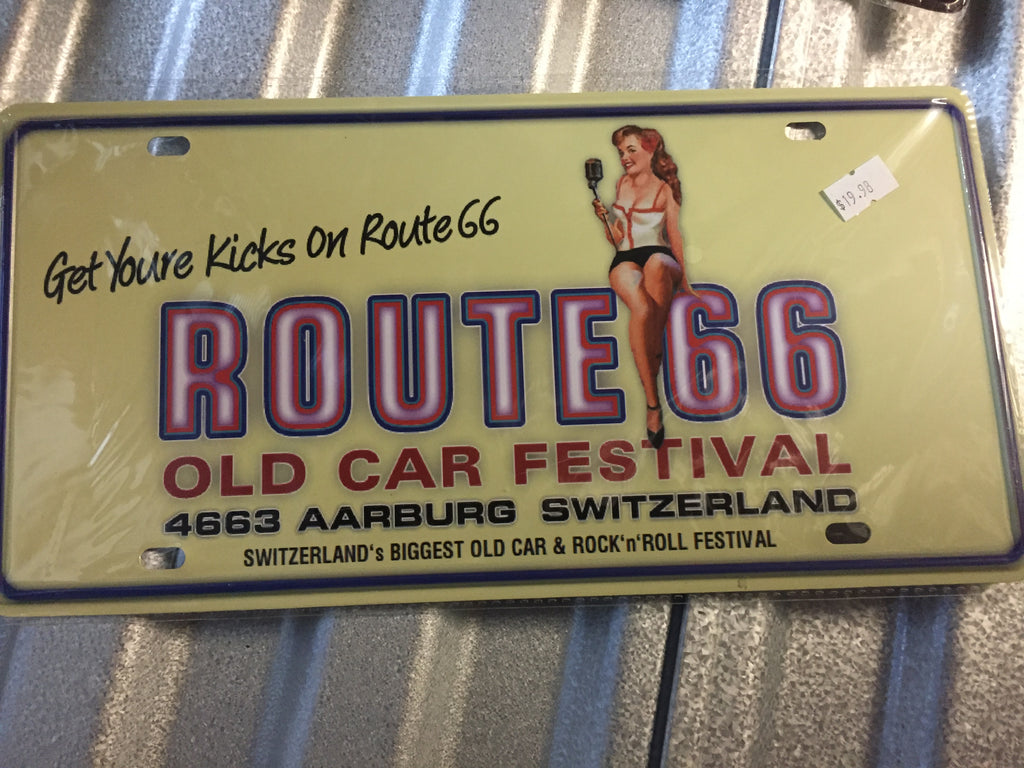 $19.98
Get Youre Kicks On Route 66
ROUTE 66
OLD CAR FESTIVAL
4663 AARBURG SWITZERLAND
SWITZERLAND‘s BIGGEST OLD CAR & ROCK‘n‘ROLL FESTIVAL